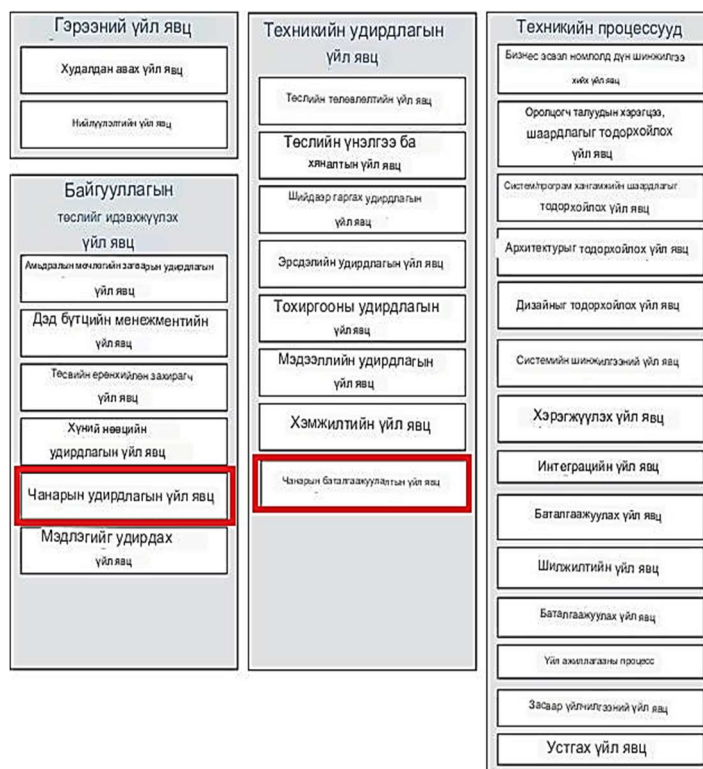 Гэрээний үйл явц
Худалдан авах үйл явц
Нийлүүлэлтийн үйл явц
Байгууллагын
төслийг идэвхжүүлэх
үйл явц
Амьдралын мөчлөгийн загварын удирдлагын
үйл явц
Дэд бүтцийн менежментийн
үйл явц
Төсвийн ерөнхийлөн захирагч
үйл явц
Хүний нөөцийн
удирдлагын үйл явц
Чанарын удирдлагын үйл явц
Мэдлэгийг удирдах
үйл явц
Техникийн удирдлагын
үйл явц
Төслийн төлөвлөлтийн үйл явц
Төслийн үнэлгээ ба
хяналтын үйл явц
Шийдвэр гаргах удирдлагын
үйл явц
Эрсдэлийн удирдлагын үйл явц
Тохиргооны удирдлагын
үйл явц
Мэдээллийн удирдлагын
үйл явц
Хэмжилтийн үйл явц
Чанарын баталгаажуулалтын үйл явц
Техникийн процессууд
Бизнес эсвэл номлолд дүн шинжилгээ
хийх үйл явц
Оролцогч талуудын хэрэгцээ,
шаардлагыг тодорхойлох
үйл явц
Систем/програм хангамжийн шаардлагыг
тодорхойлох үйл явц
Архитектурыг тодорхойлох үйл явц
Дизайныг тодорхойлох үйл явц
Системийн шинжилгээний үйл явц
Хэрэгжүүлэх үйл явц
Интеграцийн үйл явц
Баталгаажуулах үйл явц
Шилжилтийн үйл явц
Баталгаажуулах үйл явц
Үйл ажиллагааны процесс
Засвар үйлчилгээний үйл явц
Устгах үйл явц